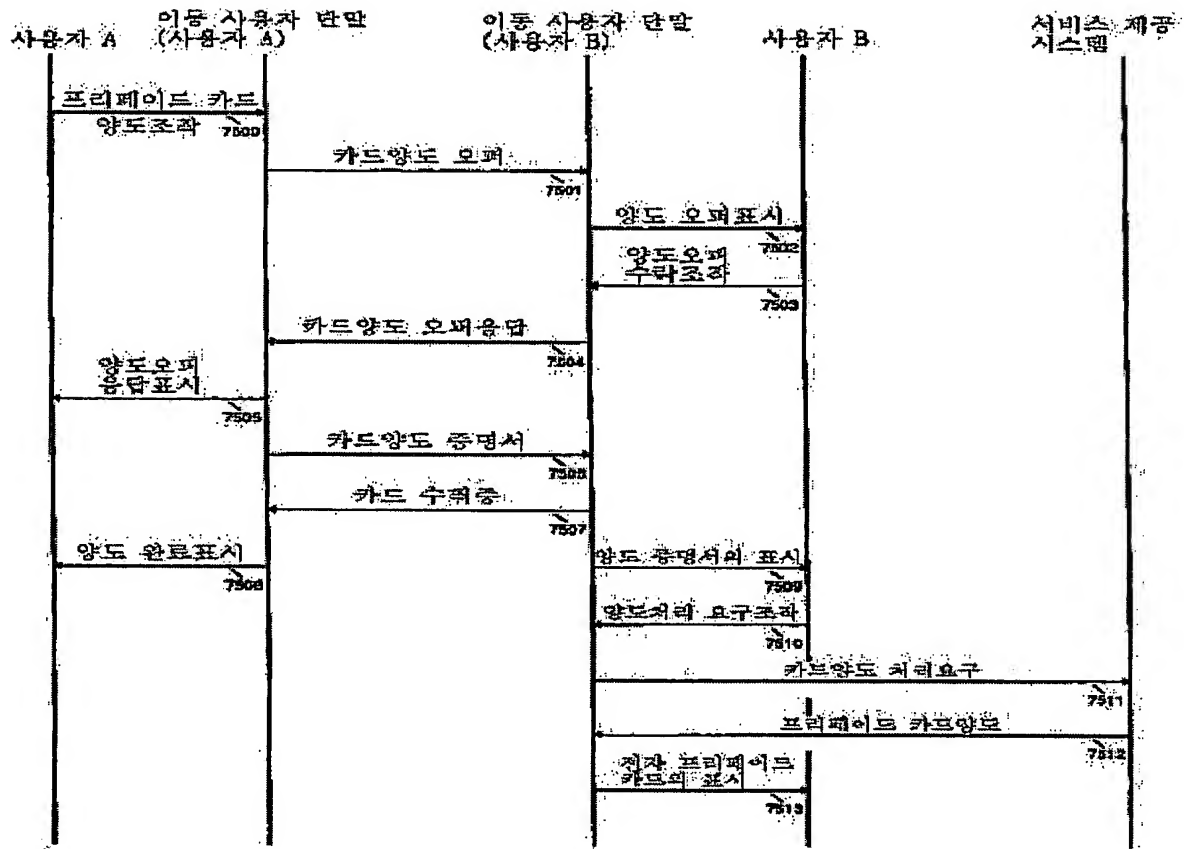 사용자 A
이동 사용자 단말
(사용자 A)
이동 사용자 단말
(사용자 B)
사용자 B
서비스 제공
시스템
프리페이드 카드
양도조작
7500
카드양도 오퍼
7501
양도 오퍼표시
7502
양도오퍼
수락조작
7503
카드양도 오퍼응답
7504
양도오퍼
응답표시
7505
카드양도 증명서
카드 수취증
7507
양도 완료표시
7508
양도 증명서의 표시
7509
양도처리 요구조작
7510
카드양도 처리요구
7511
프리페이드 카드양도
7512
전자 프리페이드
카드의 표시
7513